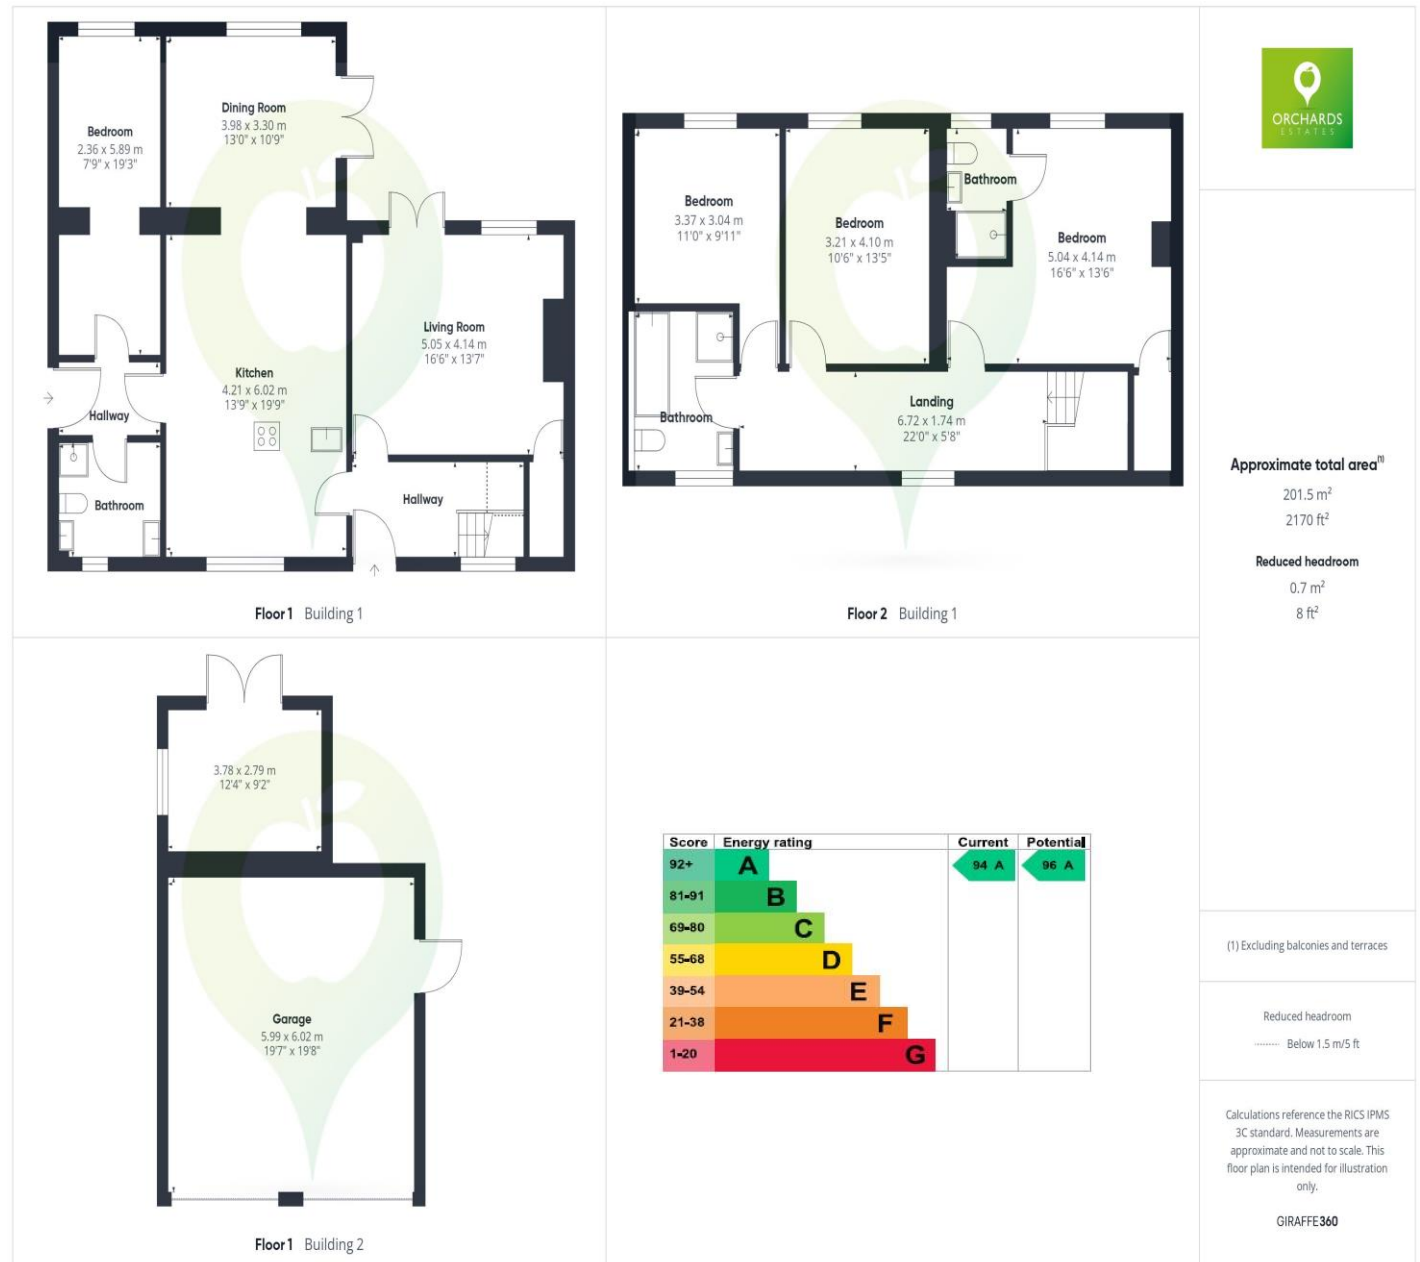 Bedroom
2.36 x 5.89 m
7'9" x 19'3"
Dining Room
3.98 x 3.30 m
13'0" x 10'9"
Kitchen
4.21 x 6.02 m
13'9" x 19'9"
Living Room
5.05 x 4.14 m
16'6" x 13'7"
Hallway
Bathroom
Hallway
Floor 1 Building 1
Bedroom
3.37 x 3.04 m
11'0" x 9'11"
Bedroom
3.21 x 4.10 m
10'6" x 13'5"
Bathroom
Bedroom
5.04 x 4.14 m
16'6" x 13'6"
Bathroom
Landing
6.72 x 1.74 m
22'0" x 5'8"
Floor 2 Building 1
3.78 x 2.79 m
12'4" x 9'2"
Garage
5.99 x 6.02 m
19'7" x 19'8"
Floor 1 Building 2
Score Energy rating Current Potential
92+ A 94 A 96 A
81-91 B
69-80 C
55-68 D
39-54 E
21-38 F
1-20 G
ORCHARDS
ESTATES
Approximate total area(1)
201.5 m²
2170 ft²
Reduced headroom
0.7 m²
8 ft²
(1) Excluding balconies and terraces
Reduced headroom
Below 1.5 m/5 ft
Calculations reference the RICS IPMS
3C standard. Measurements are
approximate and not to scale. This
floor plan is intended for illustration
only.
GIRAFFE360